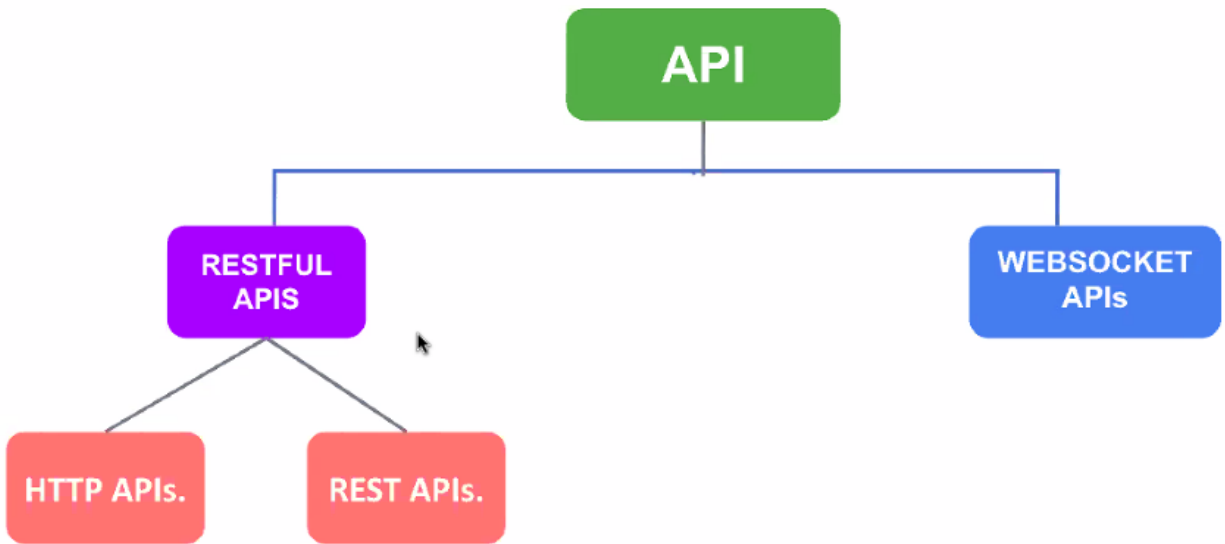 API
RESTFUL
APIS
WEBSOCKET
APIs
HTTP APIs.
REST APIs.